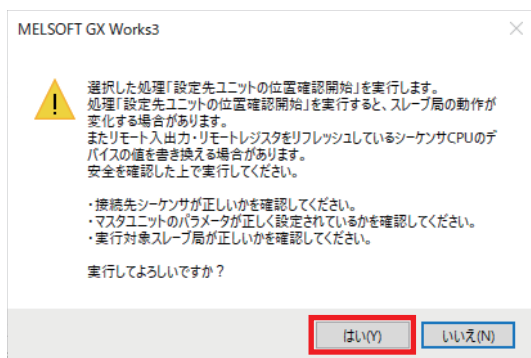 MELSOFT GX Works3
選択した処理「設定先ユニットの位置確認開始」を実行します。
処理「設定先ユニットの位置確認開始」を実行すると、スレーブ局の動作が
変化する場合があります。
またリモート入出力・リモートレジスタをリフレッシュしているシーケンサCPUのデ
バイスの値を書き換える場合があります。
安全を確認した上で実行してください。
・接続先シーケンサが正しいかを確認してください。
・マスタユニットのパラメータが正しく設定されているかを確認してください。
・実行対象スレーブ局が正しいかを確認してください。
実行してよろしいですか？
はい(Y)
いいえ(N)